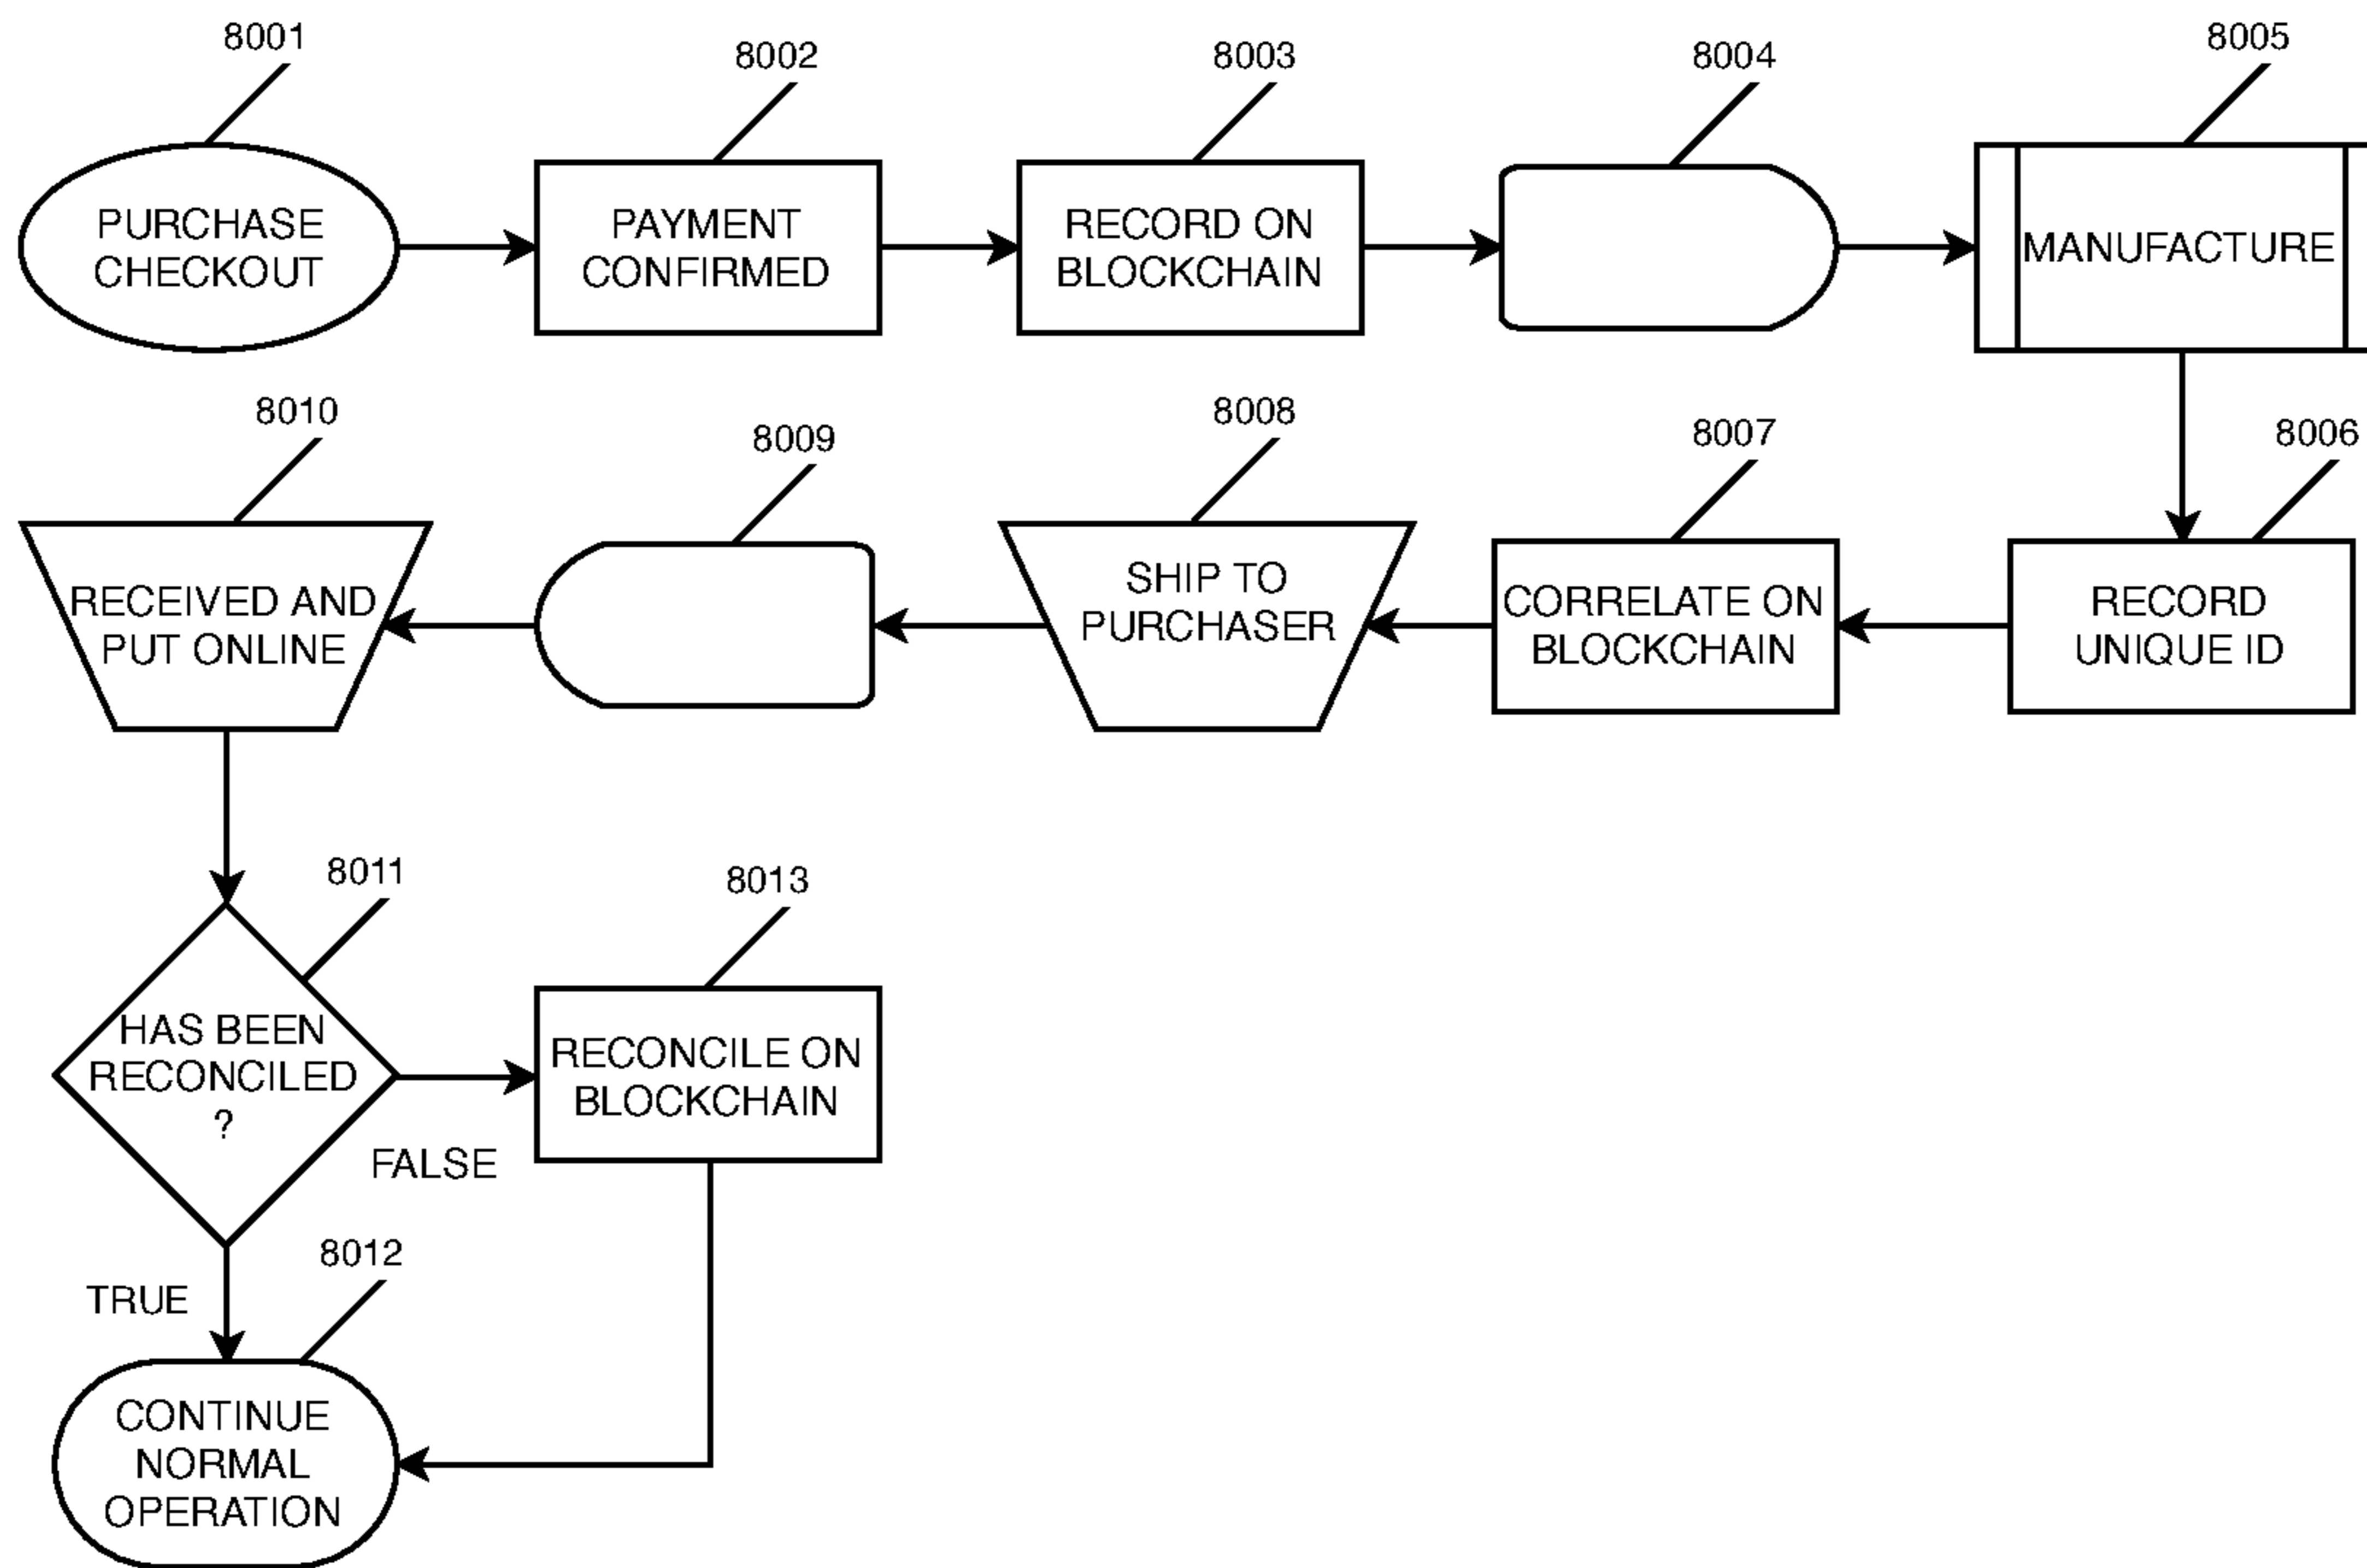 8001
8002
8003
8004
8005
PURCHASE
CHECKOUT
PAYMENT
CONFIRMED
RECORD ON
BLOCKCHAIN
MANUFACTURE
8010
8009
8008
8007
8006
RECEIVED AND
PUT ONLINE
SHIP TO
PURCHASER
CORRELATE ON
BLOCKCHAIN
RECORD
UNIQUE ID
8011
8013
HAS BEEN
RECONCILED
?
RECONCILE ON
BLOCKCHAIN
FALSE
8012
TRUE
CONTINUE
NORMAL
OPERATION